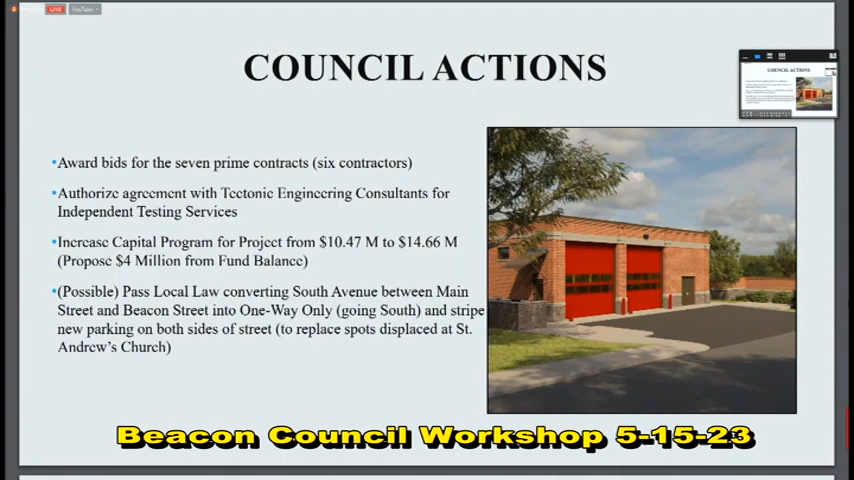 LIVE
YouTube
COUNCIL ACTIONS
COUNCIL ACTIONS
•Award bids for the seven prime contracts (six contractors)
•Authorize agreement with Tectonic Engineering Consultants for
Independent Testing Services
•Increase Capital Program for Project from $10.47 M to $14.66 M
(Propose $4 Million from Fund Balance)
•(Possible) Pass Local Law converting South Avenue between Main
Street and Beacon Street into One-Way Only (going South) and stripe
new parking on both sides of street (to replace spots displaced at St.
Andrew's Church)
Beacon Council Workshop 5-15-23